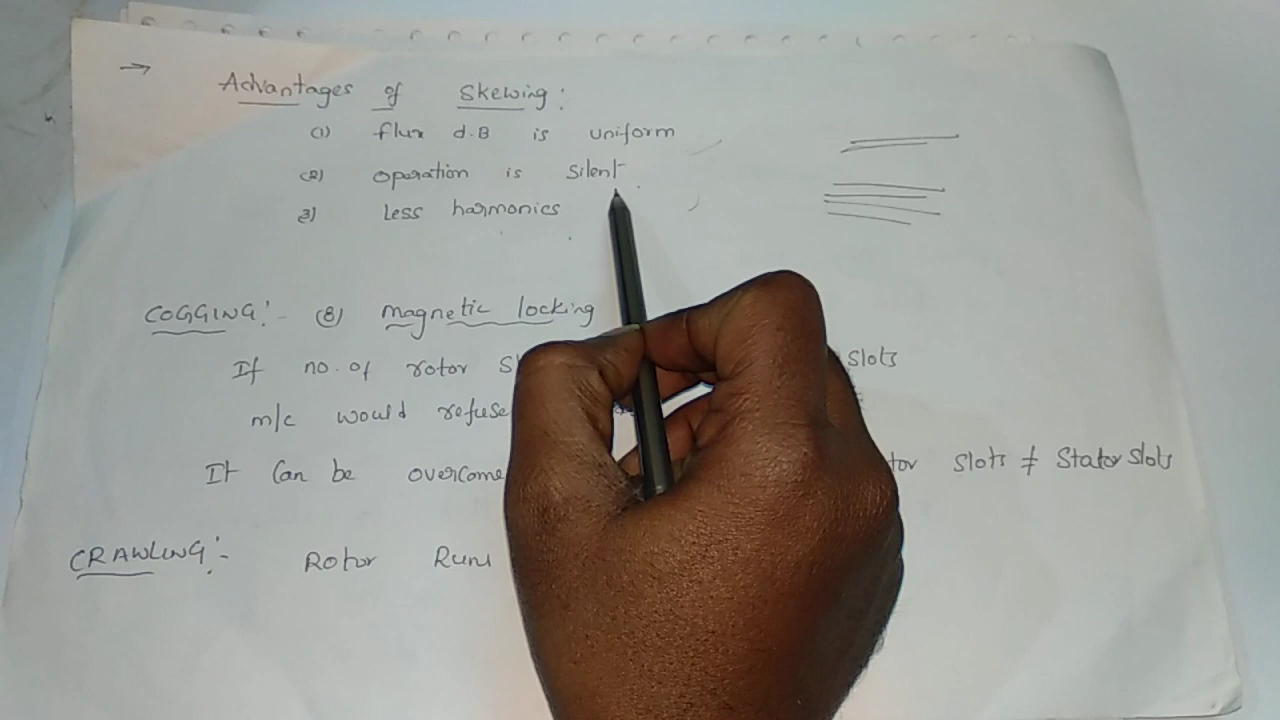 → Advantages of Skewing:
(1) flux d.B is uniform
(2) operation is silent
(3) Less harmonics
COGGING:- (8) magnetic locking
If no. of rotor slots
m/c would refuse
It can be overcome slots ≠ stator slots
CRAWLING:- Rotor Runs